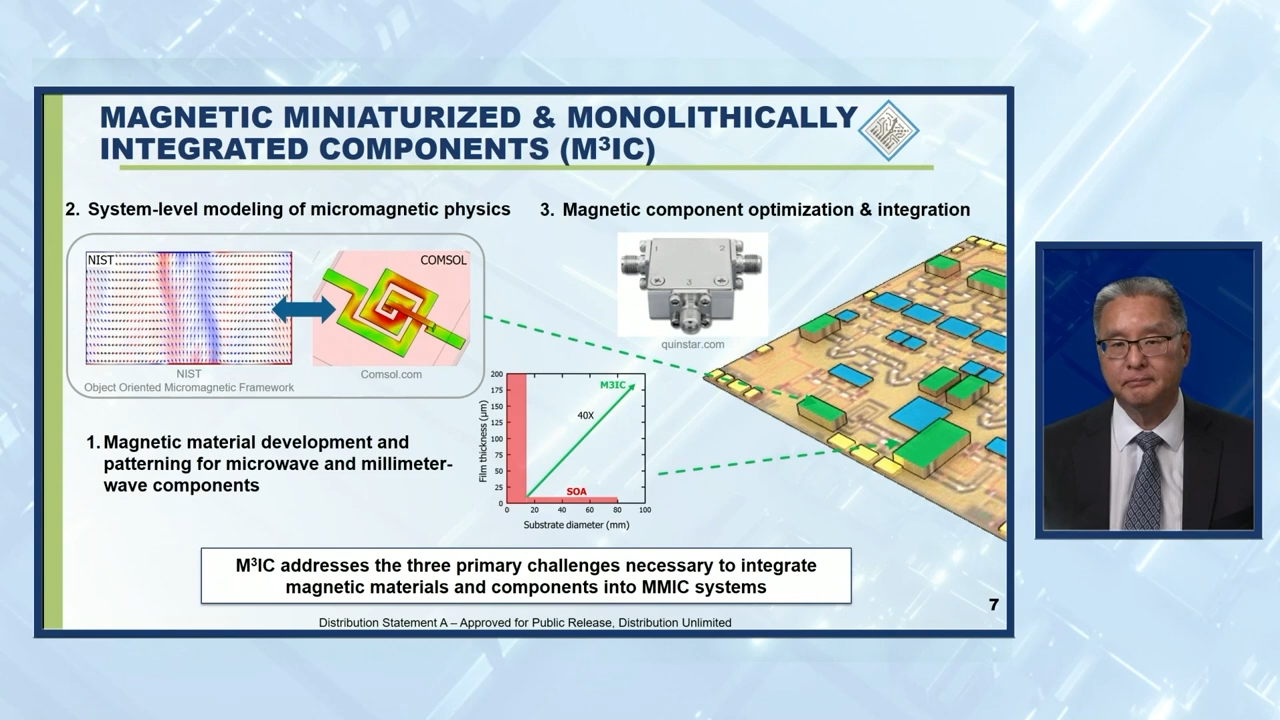 MAGNETIC MINIATURIZED & MONOLITHICALLY
INTEGRATED COMPONENTS (M³IC)
2. System-level modeling of micromagnetic physics
3. Magnetic component optimization & integration
NIST
COMSOL
NIST
Object Oriented Micromagnetic Framework
Comsol.com
1
2
3
quinstar.com
1. Magnetic material development and
patterning for microwave and millimeter-
wave components
Film thickness (µm)
200
175
150
125
100
75
50
25
0
M3IC
40X
SOA
0 20 40 60 80 100
Substrate diameter (mm)
M³IC addresses the three primary challenges necessary to integrate
magnetic materials and components into MMIC systems
7
Distribution Statement A – Approved for Public Release, Distribution Unlimited